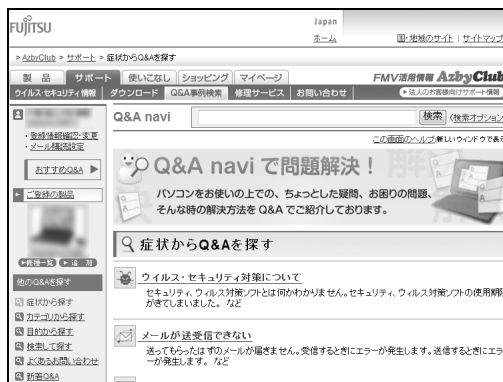 FUJITSU
Japan
ホーム
国・地域のサイト | サイトマップ
> AzbyClub > サポート > 症状からQ&Aを探す
製 品 サポート 使いこなし ショッピング マイページ
FMV活用情報 AzbyClub
ウイルス・セキュリティ情報 ダウンロード Q&A事例検索 修理サービス お問い合わせ
法人のお客様向けサポート情報
・登録情報確認・変更
・メール購読設定
おすすめQ&A
ご登録の製品
機種一覧 追 加
他のQ&Aを探す
症状から探す
カテゴリから探す
目的から探す
検索して探す
よくあるお問い合わせ
新着Q&A
Q&A navi
検索 (検索オプション
この画面のヘルプ(新しいウィンドウで表示
Q&A navi で問題解決！
パソコンをお使いの上での、ちょっとした疑問、お困りの問題、
そんな時の解決方法を Q&A でご紹介しております。
症状からQ&Aを探す
ウイルス・セキュリティ対策について
セキュリティ、ウィルス対策ソフトとは何かわかりません。セキュリティ、ウィルス対策ソフトの使用期限
がきてしまいました。 など
メールが送受信できない
送ってもらったはずのメールが届きません。受信するときにエラーが発生します。送信するときにエラ
ーが発生します。 など